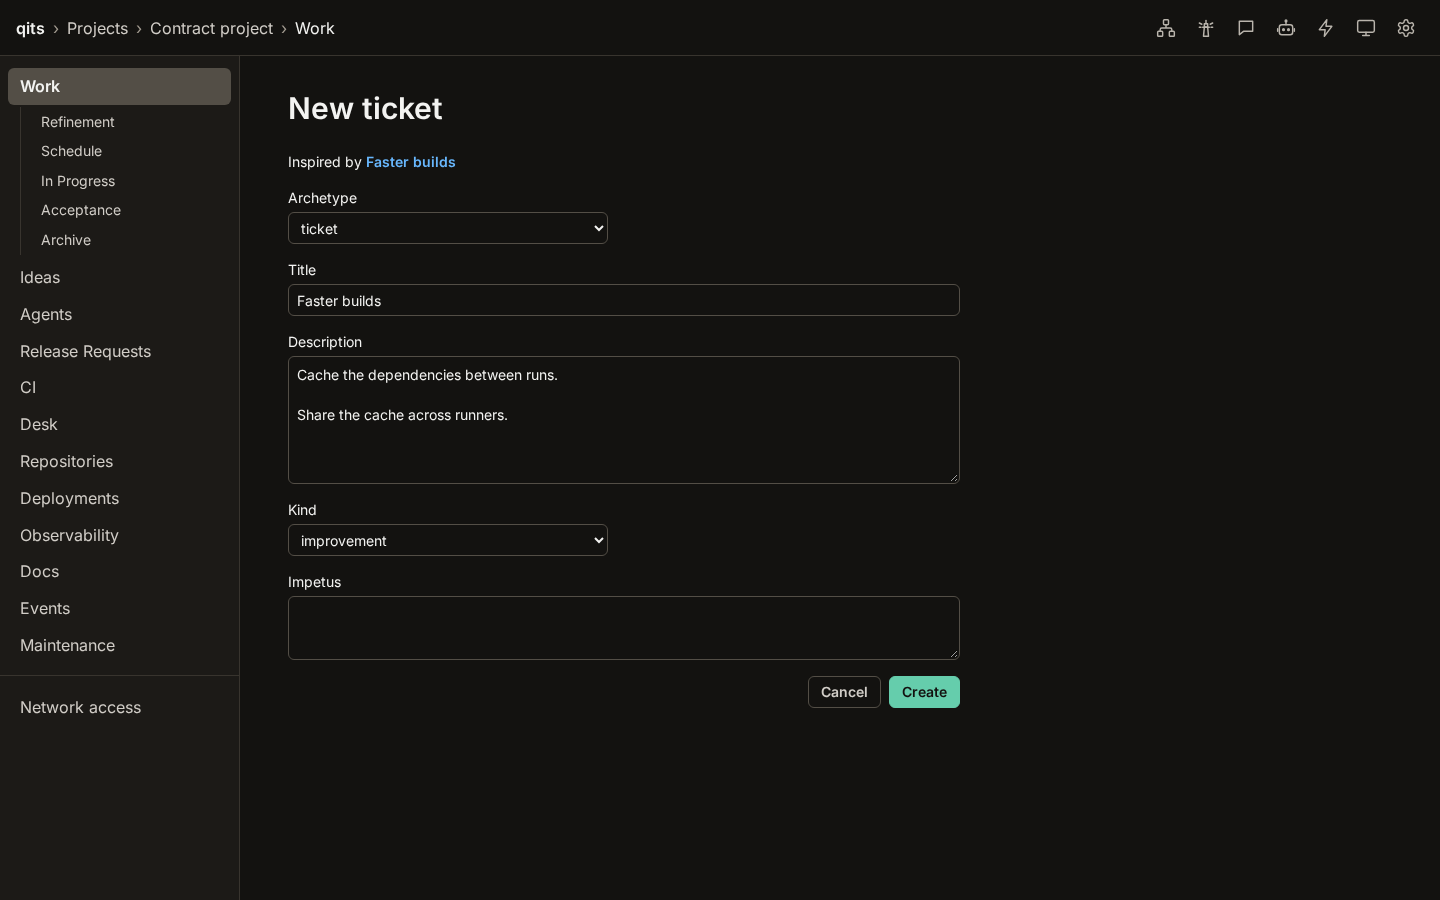 qits › Projects › Contract project › Work
Work
Refinement
Schedule
In Progress
Acceptance
Archive
Ideas
Agents
Release Requests
CI
Desk
Repositories
Deployments
Observability
Docs
Events
Maintenance
Network access
New ticket
Inspired by Faster builds
Archetype
ticket
Title
Faster builds
Description
Cache the dependencies between runs.
Share the cache across runners.
Kind
improvement
Impetus
Cancel
Create